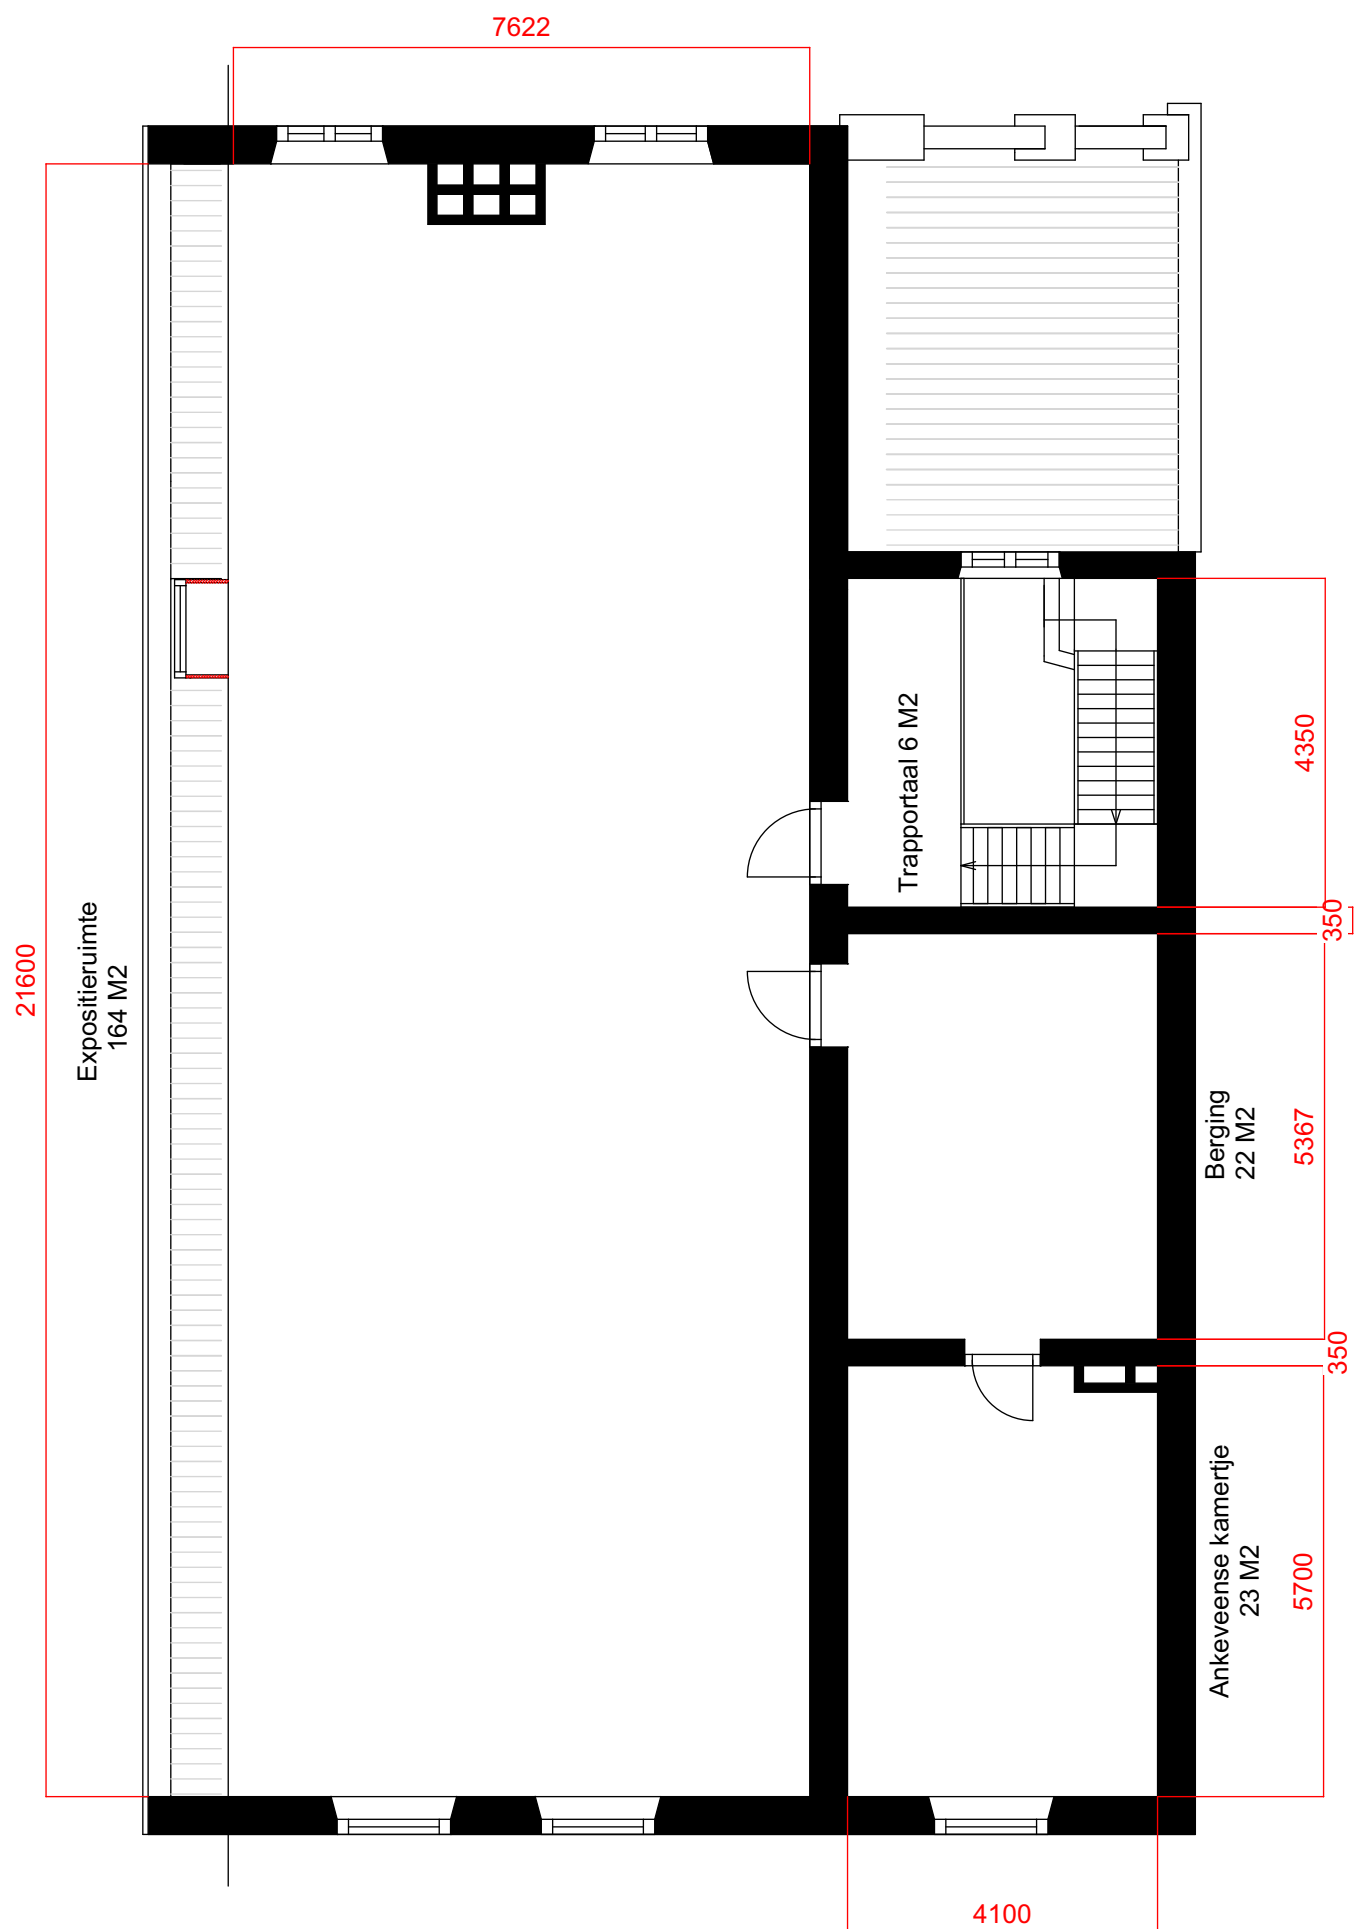 7622
21600
Expositieruimte
164 M2
Trapportaal 6 M2
4350
350
Berging
22 M2
5367
350
Ankeveense kamertje
23 M2
5700
4100